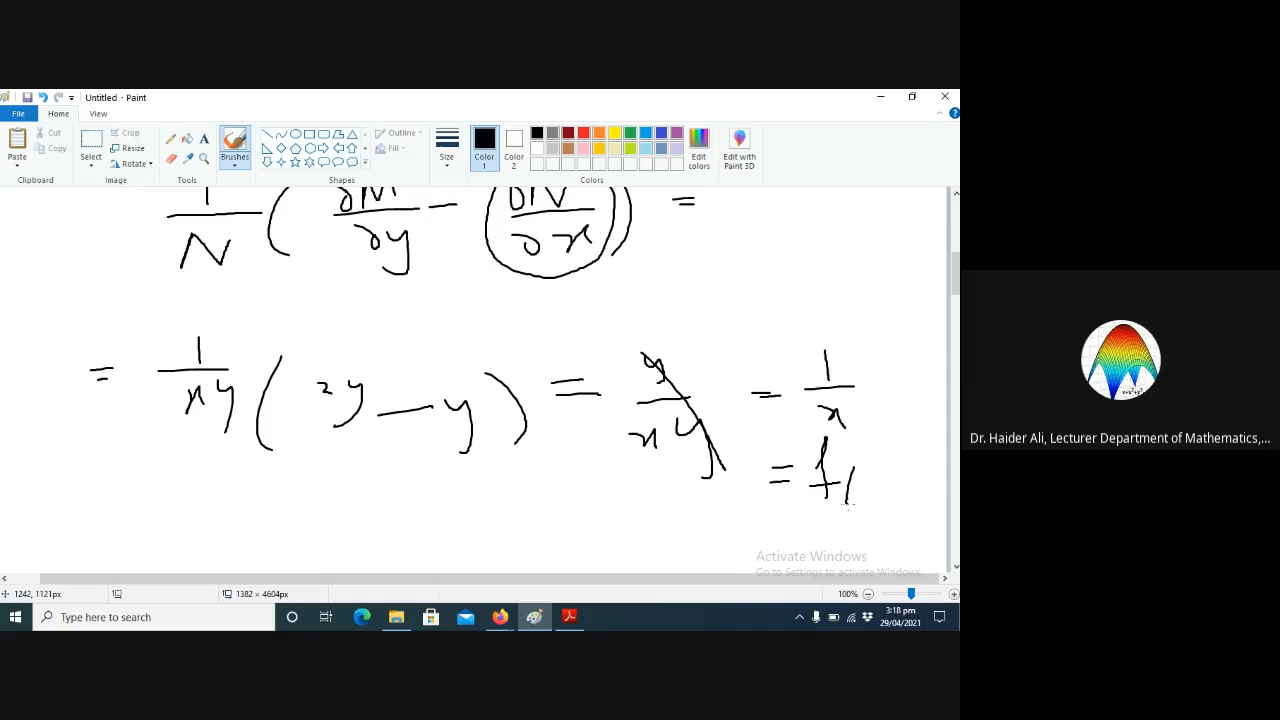 Untitled - Paint
File Home View
Paste Cut Copy Select Crop Resize Rotate A Brushes Outline Fill Size Color 1 Color 2 Edit colors Edit with Paint 3D
Clipboard Image Tools Shapes Colors
1/N ( ∂M/∂y − ( ∂N/∂x ) ) =
= 1/xy ( 2y − y ) = y/xy = 1/x
= f(
Dr. Haider Ali, Lecturer Department of Mathematics,...
Activate Windows
Go to Settings to activate Windows.
1242, 1121px 1382 × 4604px 100%
Type here to search 3:18 pm
29/04/2021